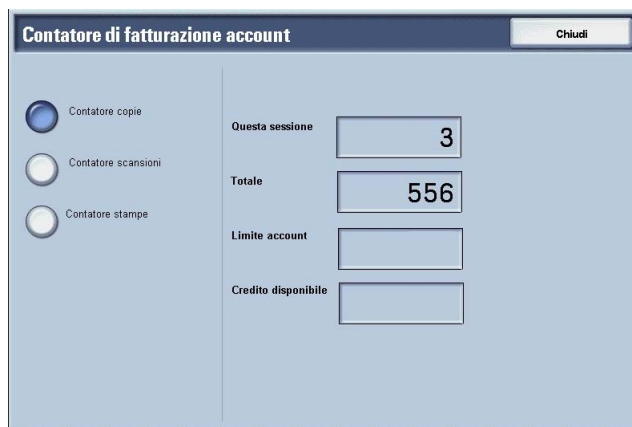 Contatore di fatturazione account
Chiudi
Contatore copie
Contatore scansioni
Contatore stampe
Questa sessione
3
Totale
556
Limite account
Credito disponibile